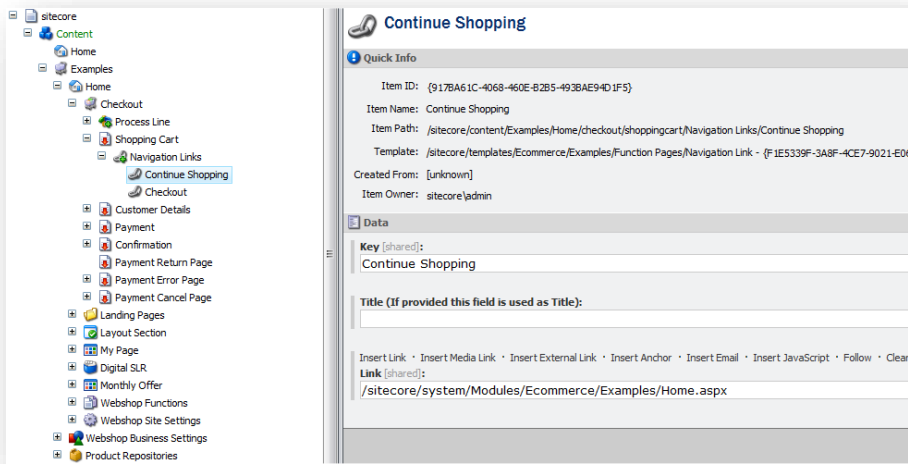 sitecore
Content
Home
Examples
Home
Checkout
Process Line
Shopping Cart
Navigation Links
Continue Shopping
Checkout
Customer Details
Payment
Confirmation
Payment Return Page
Payment Error Page
Payment Cancel Page
Landing Pages
Layout Section
My Page
Digital SLR
Monthly Offer
Webshop Functions
Webshop Site Settings
Webshop Business Settings
Product Repositories
Continue Shopping
Quick Info
Item ID: {917BA61C-4068-460E-B2B5-493BAE94D1F5}
Item Name: Continue Shopping
Item Path: /sitecore/content/Examples/Home/checkout/shoppingcart/Navigation Links/Continue Shopping
Template: /sitecore/templates/Ecommerce/Examples/Function Pages/Navigation Link - {F1E5339F-3A8F-4CE7-9021-E06
Created From: [unknown]
Item Owner: sitecore\admin
Data
Key [shared]:
Continue Shopping
Title (If provided this field is used as Title):
Insert Link · Insert Media Link · Insert External Link · Insert Anchor · Insert Email · Insert JavaScript · Follow · Clear
Link [shared]:
/sitecore/system/Modules/Ecommerce/Examples/Home.aspx